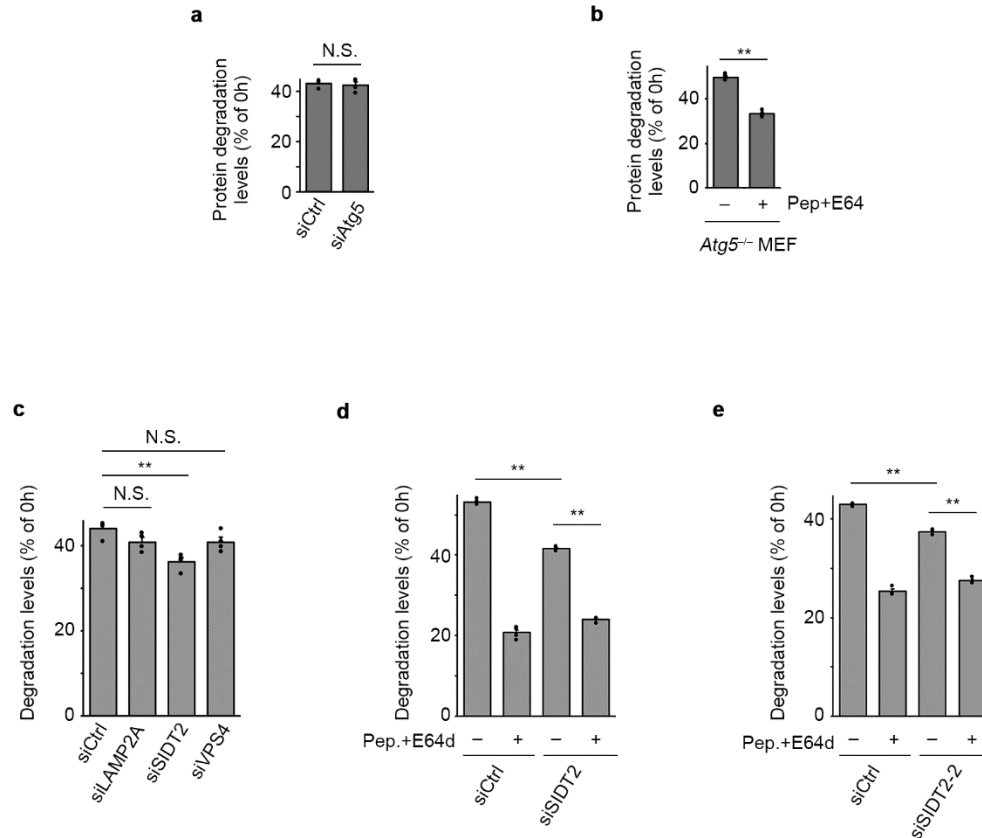 a
N.S.
Protein degradation
levels (% of 0h)
40
20
0
siCtrl
siAtg5
b
**
Protein degradation
levels (% of 0h)
40
20
0
– + Pep+E64
Atg5–/– MEF
c
N.S.
**
N.S.
Degradation levels (% of 0h)
40
20
0
siCtrl
siLAMP2A
siSIDT2
siVPS4
d
**
**
Degradation levels (% of 0h)
40
20
0
Pep.+E64d – + – +
siCtrl
siSIDT2
e
**
**
Degradation levels (% of 0h)
40
20
0
Pep.+E64d – + – +
siCtrl
siSIDT2-2